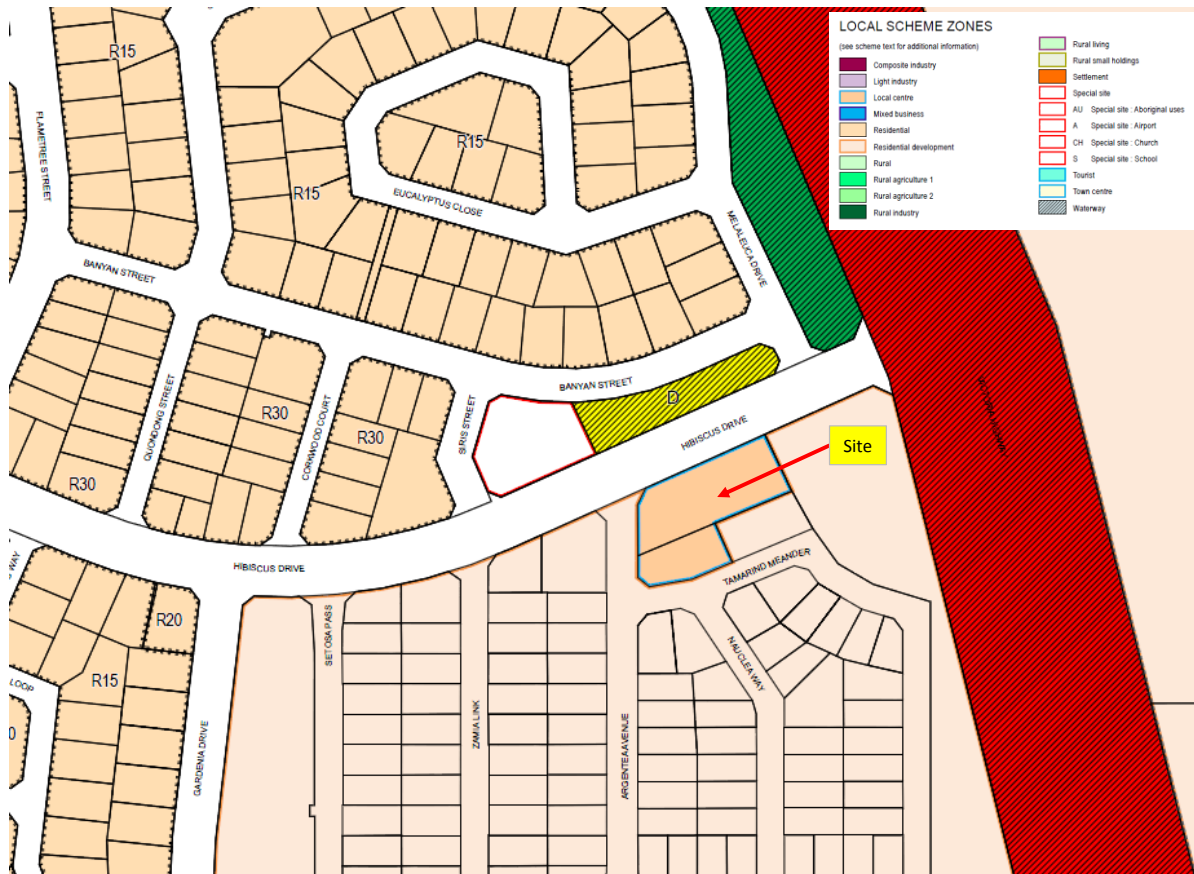 LOCAL SCHEME ZONES
(see scheme text for additional information)
Composite industry
Light industry
Local centre
Mixed business
Residential
Residential development
Rural
Rural agriculture 1
Rural agriculture 2
Rural industry
Rural living
Rural small holdings
Settlement
Special site
AU Special site : Aboriginal uses
A Special site : Airport
CH Special site : Church
S Special site : School
Tourist
Town centre
Waterway
R15
FLAMETREE STREET
R15
R15
EUCALYPTUS CLOSE
MELALEUCA DRIVE
BANYAN STREET
BANYAN STREET
D
QUONDONG STREET
R30
CORKWOOD COURT
R30
SIRIS STREET
HIBISCUS DRIVE
Site
R30
HIBISCUS DRIVE
TAMARIND MEANDER
WAY
R20
SETOSA PASS
NAUCLEA WAY
R15
LOOP
GARDENIA DRIVE
ZAMIA LINK
ARGENTEA AVENUE
0